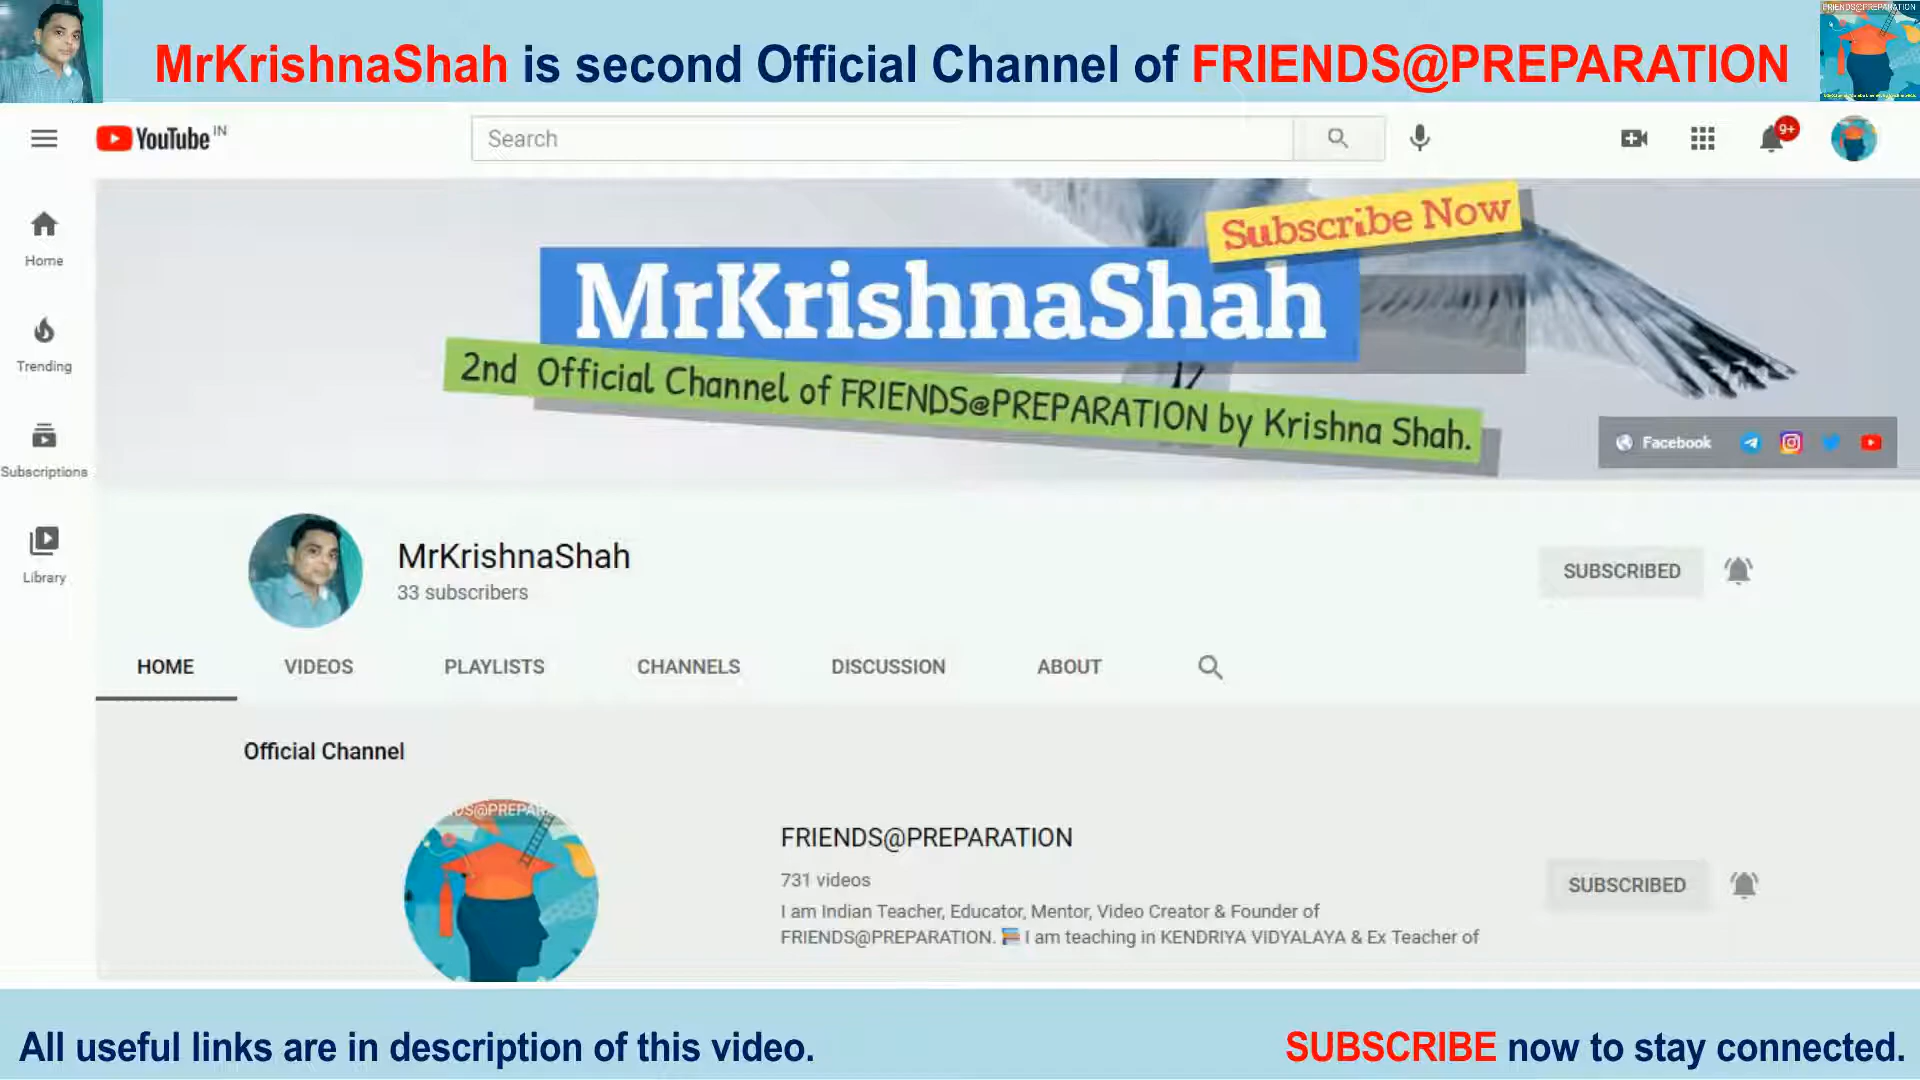 FRIENDS@PREPARATION
MrKrishnaShah is second Official Channel of FRIENDS@PREPARATION
YouTube IN
Search
9+
Home
Trending
Subscriptions
Library
Subscribe Now
MrKrishnaShah
2nd Official Channel of FRIENDS@PREPARATION by Krishna Shah.
Facebook
MrKrishnaShah
33 subscribers
SUBSCRIBED
HOME VIDEOS PLAYLISTS CHANNELS DISCUSSION ABOUT
Official Channel
FRIENDS@PREPARATION
731 videos
I am Indian Teacher, Educator, Mentor, Video Creator & Founder of
FRIENDS@PREPARATION. 📚 I am teaching in KENDRIYA VIDYALAYA & Ex Teacher of
SUBSCRIBED
All useful links are in description of this video.
SUBSCRIBE now to stay connected.